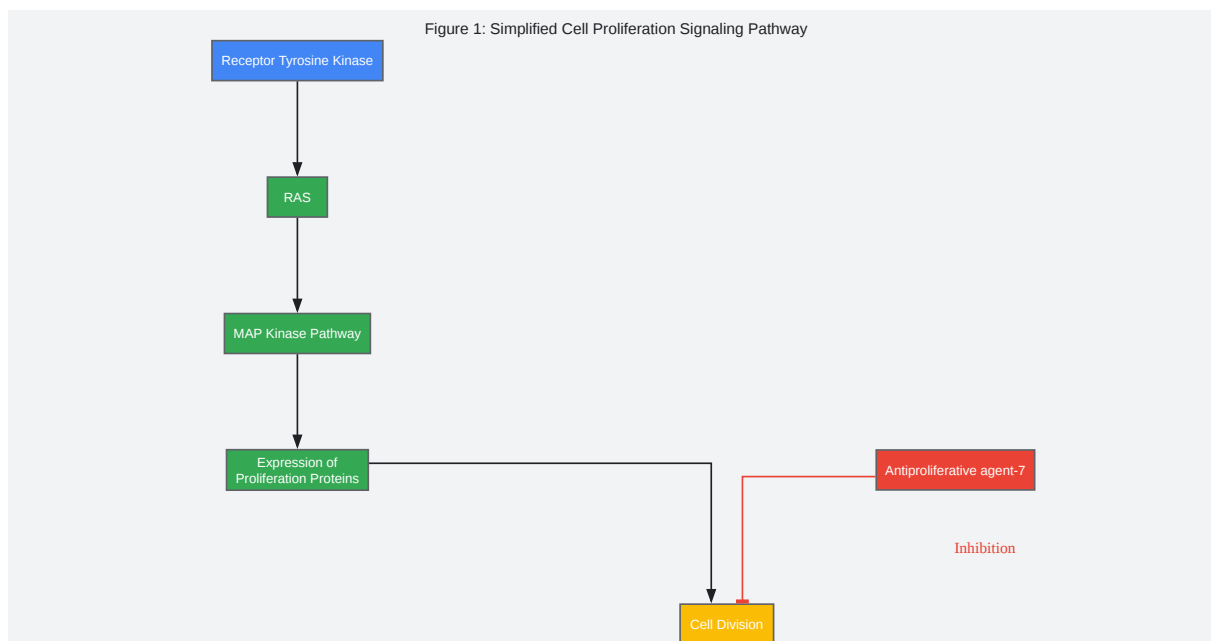 Figure 1: Simplified Cell Proliferation Signaling Pathway
Receptor Tyrosine Kinase
RAS
MAP Kinase Pathway
Expression of
Proliferation Proteins
Antiproliferative agent-7
Inhibition
Cell Division